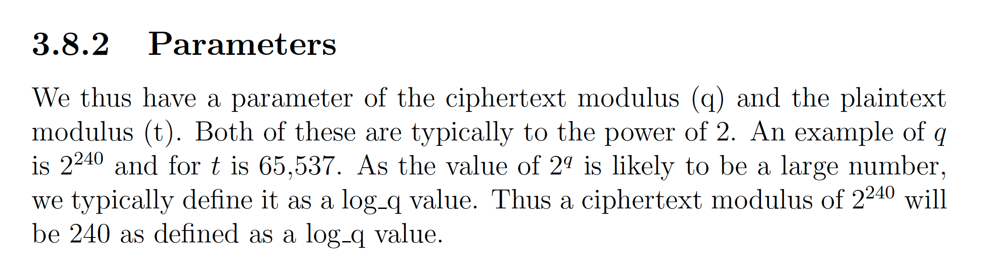 3.8.2 Parameters
We thus have a parameter of the ciphertext modulus (q) and the plaintext
modulus (t). Both of these are typically to the power of 2. An example of q
is 2^240 and for t is 65,537. As the value of 2^q is likely to be a large number,
we typically define it as a log_q value. Thus a ciphertext modulus of 2^240 will
be 240 as defined as a log_q value.